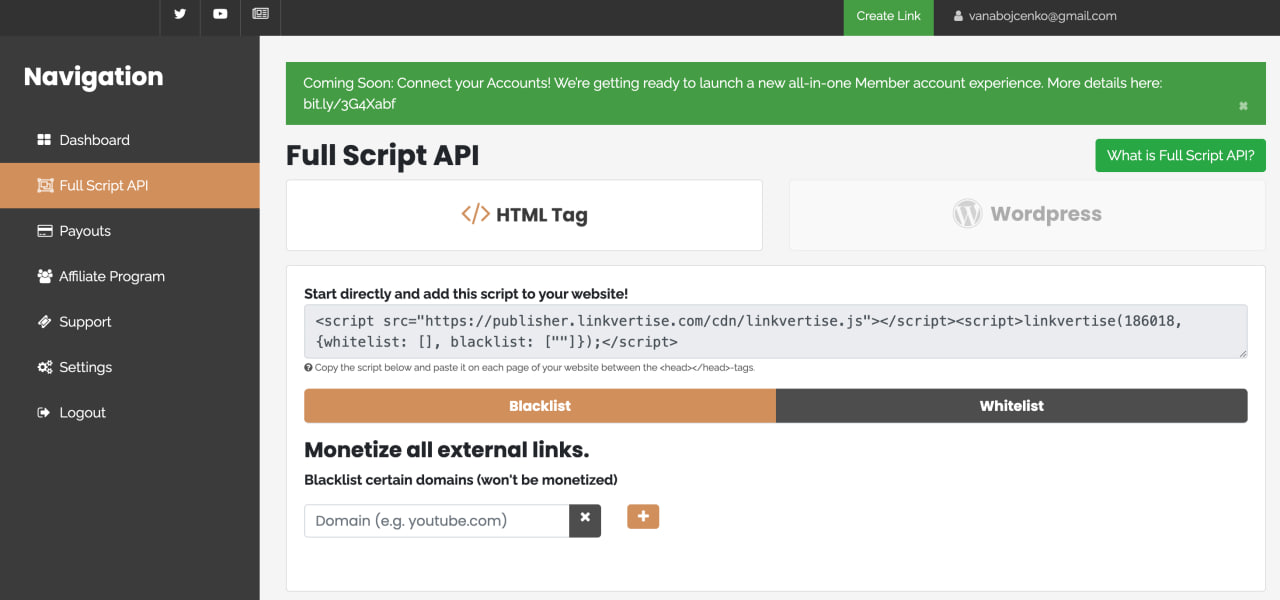 Create Link
vanabojcenko@gmail.com
Navigation
Dashboard
Full Script API
Payouts
Affiliate Program
Support
Settings
Logout
Coming Soon: Connect your Accounts! We're getting ready to launch a new all-in-one Member account experience. More details here:
bit.ly/3G4Xabf
Full Script API
What is Full Script API?
</> HTML Tag
Wordpress
Start directly and add this script to your website!
<script src="https://publisher.linkvertise.com/cdn/linkvertise.js"></script><script>linkvertise(186018,
{whitelist: [], blacklist: [""]});</script>
Copy the script below and paste it on each page of your website between the <head></head>-tags.
Blacklist
Whitelist
Monetize all external links.
Blacklist certain domains (won't be monetized)
Domain (e.g. youtube.com)